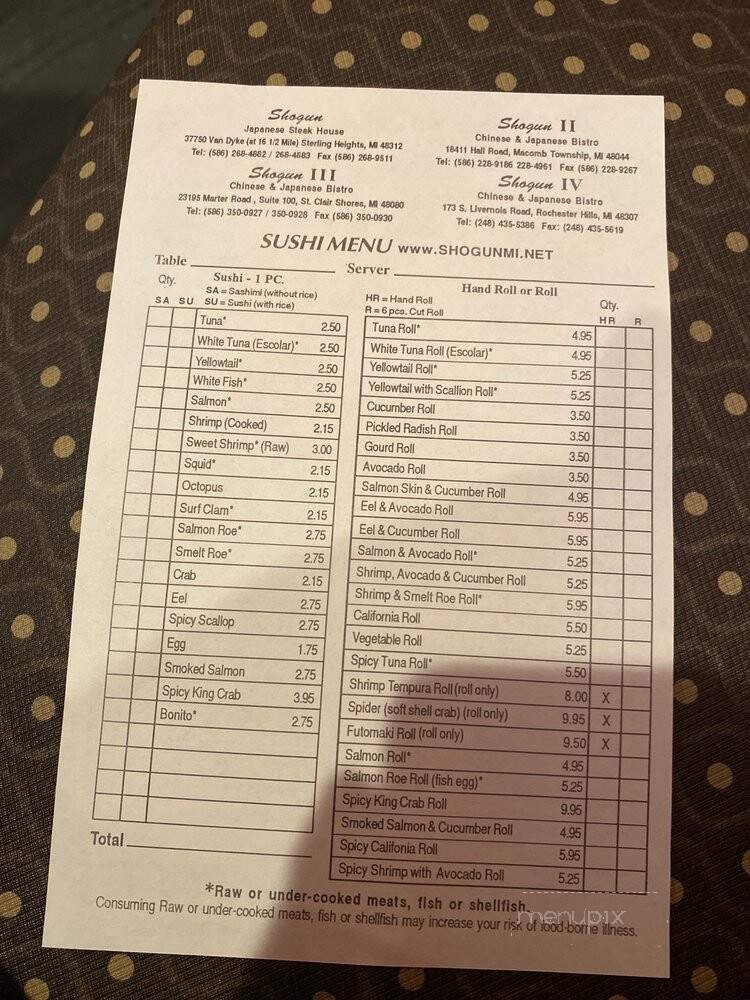 Shogun
Japanese Steak House
37750 Van Dyke (at 16 1/2 Mile) Sterling Heights, MI 48312
Tel: (586) 268-4882 / 268-4583 Fax (586) 268-9511
Shogun II
Chinese & Japanese Bistro
18411 Hall Road, Macomb Township, MI 48044
Tel: (586) 228-9186 228-4961 Fax (586) 228-9267
Shogun III
Chinese & Japanese Bistro
23195 Marter Road , Suite 100, St. Clair Shores, MI 48080
Tel: (586) 350-0927 / 350-0928 Fax (586) 350-0930
Shogun IV
Chinese & Japanese Bistro
173 S. Livernois Road, Rochester Hills, MI 48307
Tel: (248) 435-5386 Fax: (248) 435-5619
SUSHI MENU WWW.SHOGUNMI.NET
Table Server
Qty. Sushi - 1 PC.
SA = Sashimi (without rice)
SA SU SU = Sushi (with rice)
Tuna* 2.50
White Tuna (Escolar)* 2.50
Yellowtail* 2.50
White Fish* 2.50
Salmon* 2.50
Shrimp (Cooked) 2.15
Sweet Shrimp* (Raw) 3.00
Squid* 2.15
Octopus 2.15
Surf Clam* 2.15
Salmon Roe* 2.75
Smelt Roe* 2.75
Crab 2.15
Eel 2.75
Spicy Scallop 2.75
Egg 1.75
Smoked Salmon 2.75
Spicy King Crab 3.95
Bonito* 2.75
Total
Hand Roll or Roll
HR = Hand Roll Qty.
R = 6 pcs. Cut Roll HR R
Tuna Roll* 4.95
White Tuna Roll (Escolar)* 4.95
Yellowtail Roll* 5.25
Yellowtail with Scallion Roll* 5.25
Cucumber Roll 3.50
Pickled Radish Roll 3.50
Gourd Roll 3.50
Avocado Roll 3.50
Salmon Skin & Cucumber Roll 4.95
Eel & Avocado Roll 5.95
Eel & Cucumber Roll 5.95
Salmon & Avocado Roll* 5.25
Shrimp, Avocado & Cucumber Roll 5.25
Shrimp & Smelt Roe Roll* 5.95
California Roll 5.50
Vegetable Roll 5.25
Spicy Tuna Roll* 5.50
Shrimp Tempura Roll (roll only) 8.00 X
Spider (soft shell crab) (roll only) 9.95 X
Futomaki Roll (roll only) 9.50 X
Salmon Roll* 4.95
Salmon Roe Roll (fish egg)* 5.25
Spicy King Crab Roll 9.95
Smoked Salmon & Cucumber Roll 4.95
Spicy Califonia Roll 5.95
Spicy Shrimp with Avocado Roll 5.25
*Raw or under-cooked meats, fish or shellfish.
Consuming Raw or under-cooked meats, fish or shellfish may increase your risk of food-borne illness.
menupix